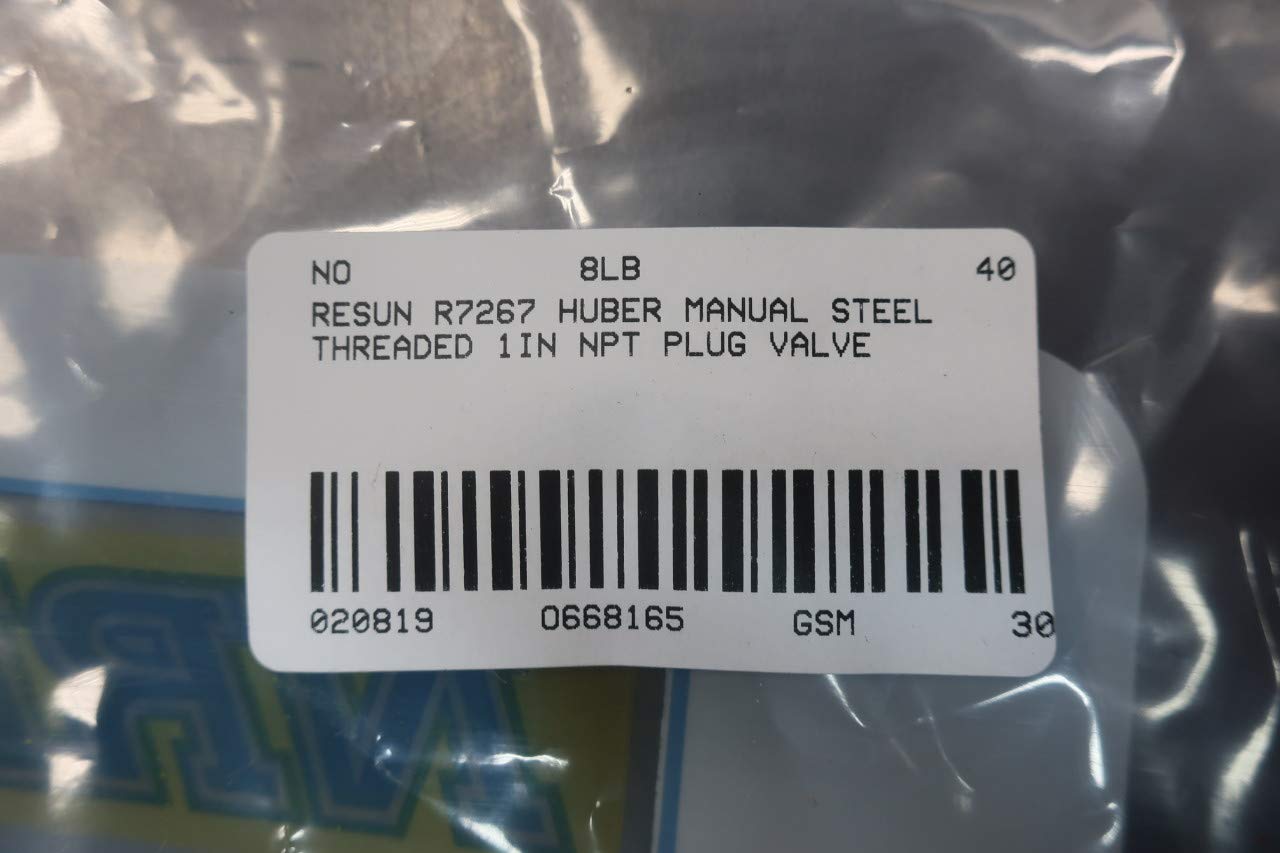 NO 8LB 40
RESUN R7267 HUBER MANUAL STEEL
THREADED 1IN NPT PLUG VALVE
020819 0668165 GSM 30